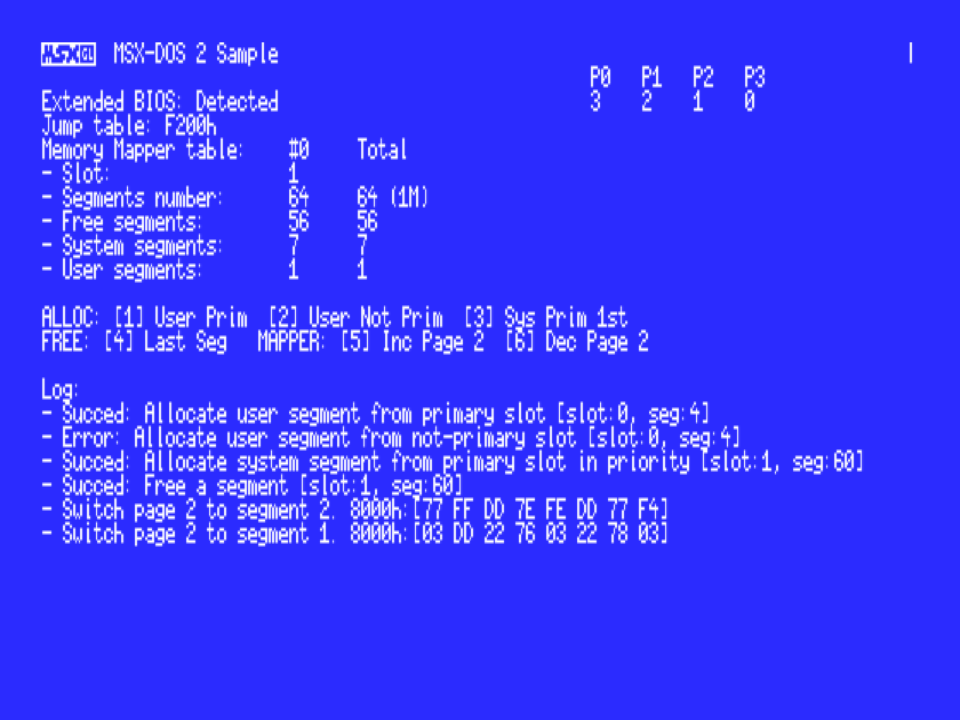 MSX GL MSX-DOS 2 Sample |
P0 P1 P2 P3
Extended BIOS: Detected 3 2 1 0
Jump table: F200h
Memory Mapper table: #0 Total
- Slot: 1
- Segments number: 64 64 (1M)
- Free segments: 56 56
- System segments: 7 7
- User segments: 1 1
ALLOC: [1] User Prim [2] User Not Prim [3] Sys Prim 1st
FREE: [4] Last Seg MAPPER: [5] Inc Page 2 [6] Dec Page 2
Log:
- Succed: Allocate user segment from primary slot [slot:0, seg:4]
- Error: Allocate user segment from not-primary slot [slot:0, seg:4]
- Succed: Allocate system segment from primary slot in priority [slot:1, seg:60]
- Succed: Free a segment [slot:1, seg:60]
- Switch page 2 to segment 2. 8000h:[77 FF DD 7E FE DD 77 F4]
- Switch page 2 to segment 1. 8000h:[03 DD 22 76 03 22 78 03]